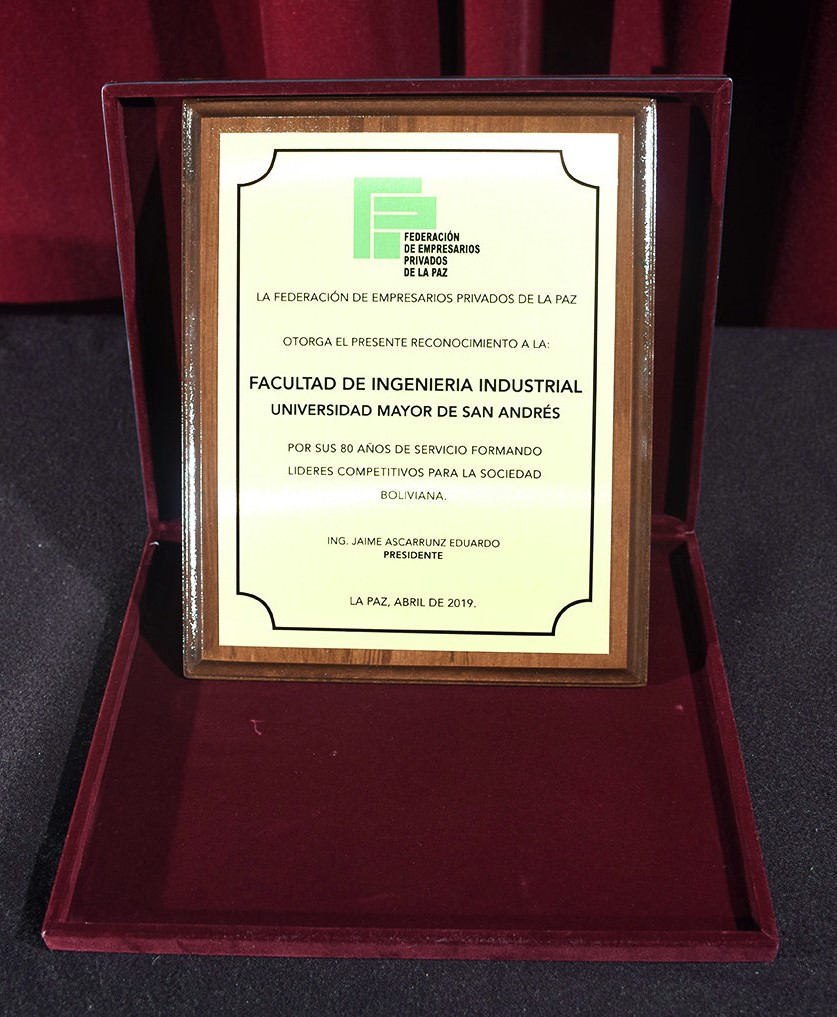 FEDERACIÓN
DE EMPRESARIOS
PRIVADOS
DE LA PAZ
LA FEDERACIÓN DE EMPRESARIOS PRIVADOS DE LA PAZ
OTORGA EL PRESENTE RECONOCIMIENTO A LA:
FACULTAD DE INGENIERIA INDUSTRIAL
UNIVERSIDAD MAYOR DE SAN ANDRÉS
POR SUS 80 AÑOS DE SERVICIO FORMANDO
LIDERES COMPETITIVOS PARA LA SOCIEDAD
BOLIVIANA.
ING. JAIME ASCARRUNZ EDUARDO
PRESIDENTE
LA PAZ, ABRIL DE 2019.